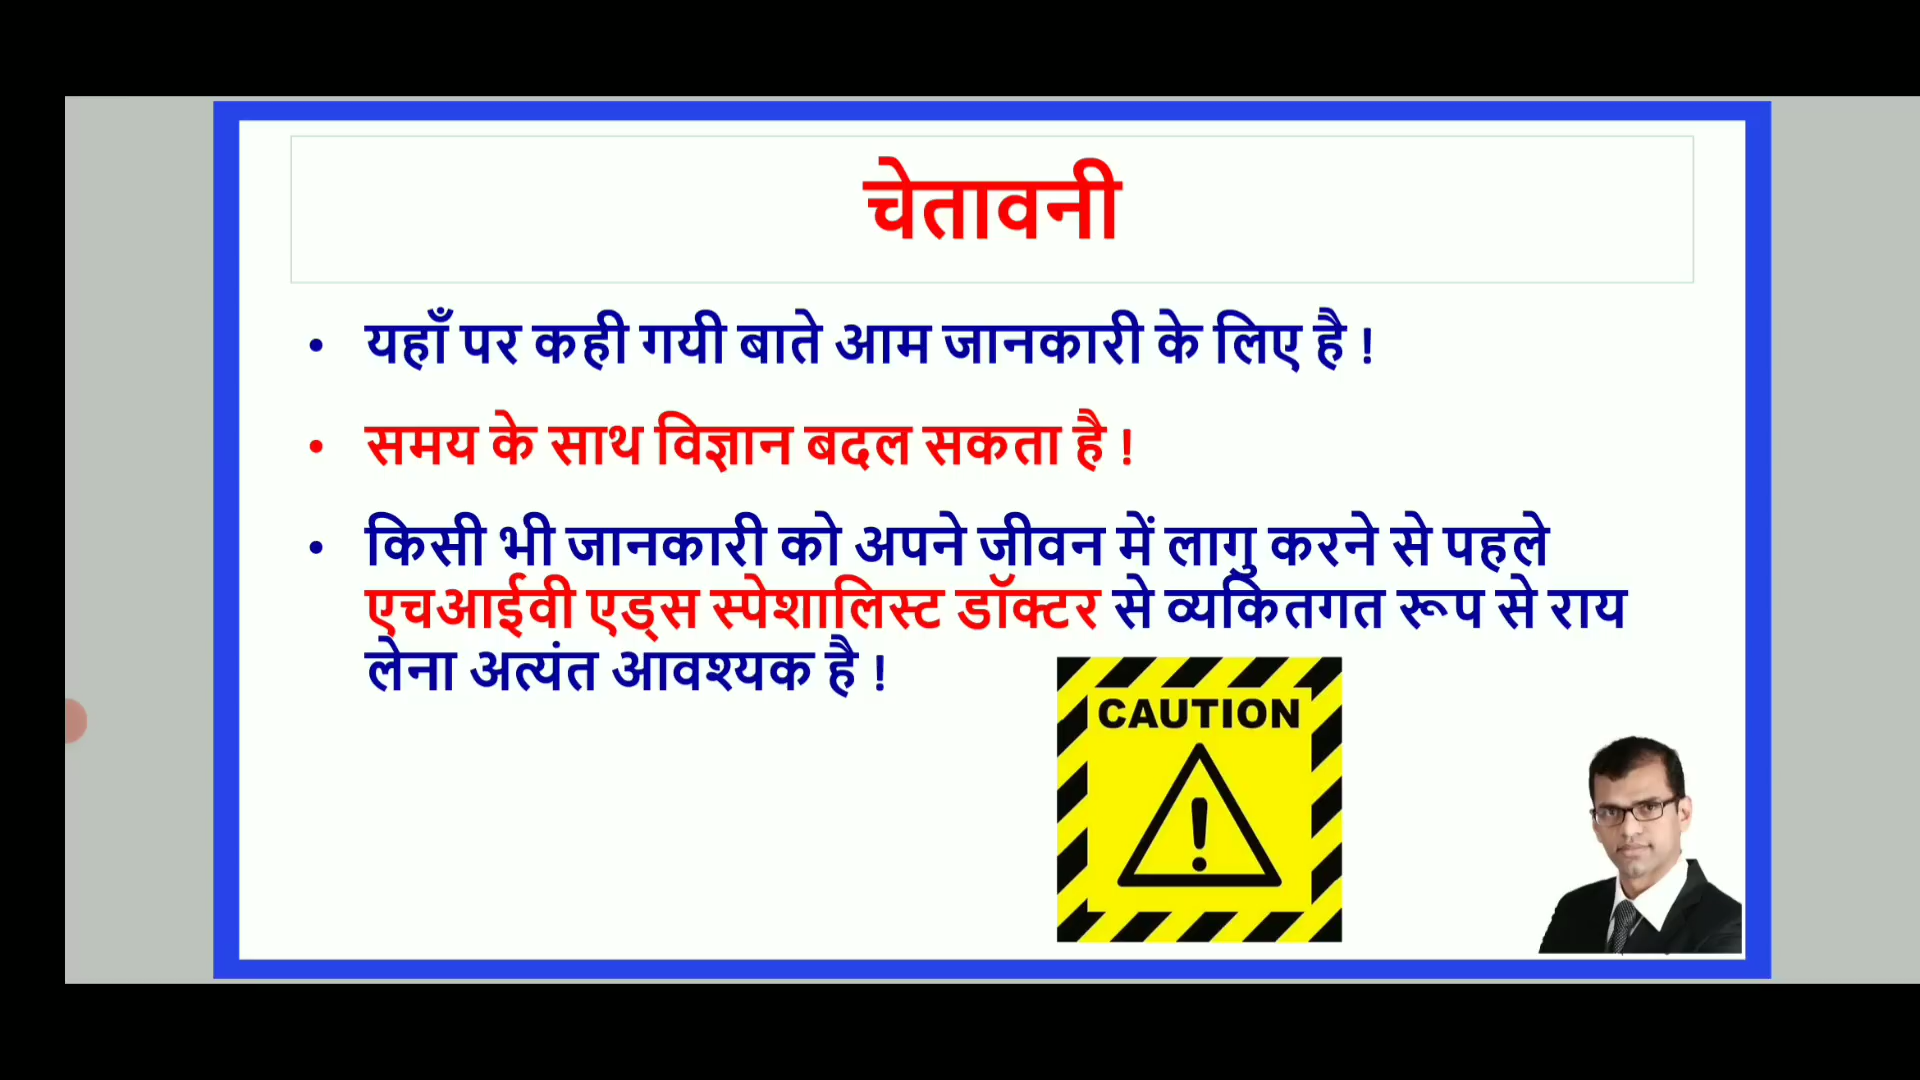 चेतावनी
• यहाँ पर कही गयी बाते आम जानकारी के लिए है !
• समय के साथ विज्ञान बदल सकता है !
• किसी भी जानकारी को अपने जीवन में लागु करने से पहले
एचआईवी एड्स स्पेशालिस्ट डॉक्टर से व्यकितगत रूप से राय
लेना अत्यंत आवश्यक है !
CAUTION